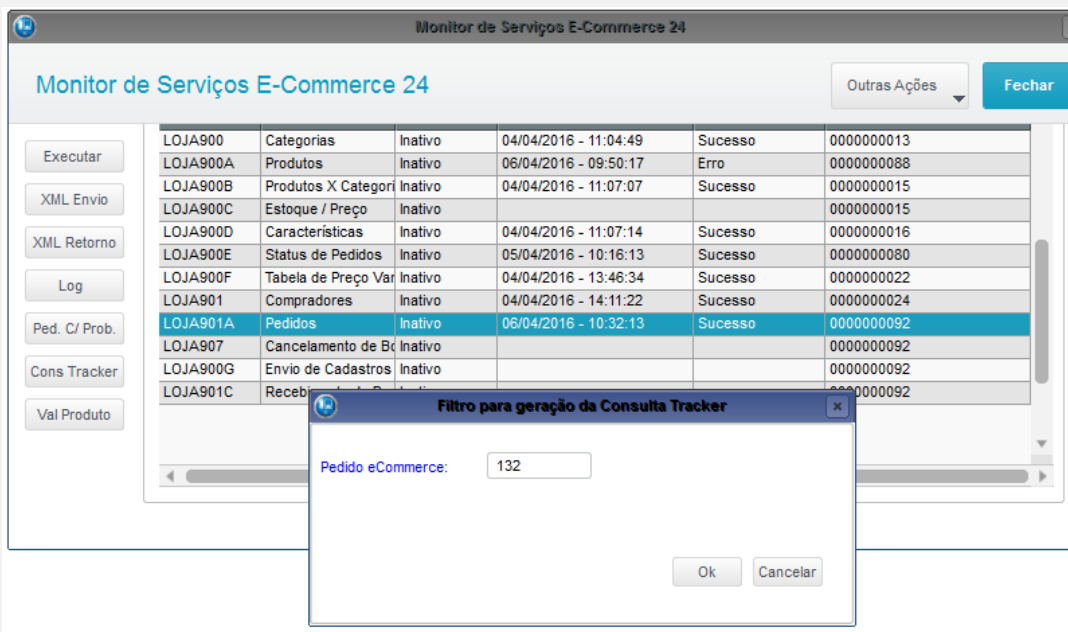 Monitor de Serviços E-Commerce 24
Monitor de Serviços E-Commerce 24
Outras Ações
Fechar
Executar
XML Envio
XML Retorno
Log
Ped. C/ Prob.
Cons Tracker
Val Produto
LOJA900 Categorias Inativo 04/04/2016 - 11:04:49 Sucesso 0000000013
LOJA900A Produtos Inativo 06/04/2016 - 09:50:17 Erro 0000000088
LOJA900B Produtos X Categori Inativo 04/04/2016 - 11:07:07 Sucesso 0000000015
LOJA900C Estoque / Preço Inativo 0000000015
LOJA900D Características Inativo 04/04/2016 - 11:07:14 Sucesso 0000000016
LOJA900E Status de Pedidos Inativo 05/04/2016 - 10:16:13 Sucesso 0000000080
LOJA900F Tabela de Preço Var Inativo 04/04/2016 - 13:46:34 Sucesso 0000000022
LOJA901 Compradores Inativo 04/04/2016 - 14:11:22 Sucesso 0000000024
LOJA901A Pedidos Inativo 06/04/2016 - 10:32:13 Sucesso 0000000092
LOJA907 Cancelamento de Bo Inativo 0000000092
LOJA900G Envio de Cadastros Inativo 0000000092
LOJA901C 0000092
Filtro para geração da Consulta Tracker
Pedido eCommerce: 132
Ok
Cancelar